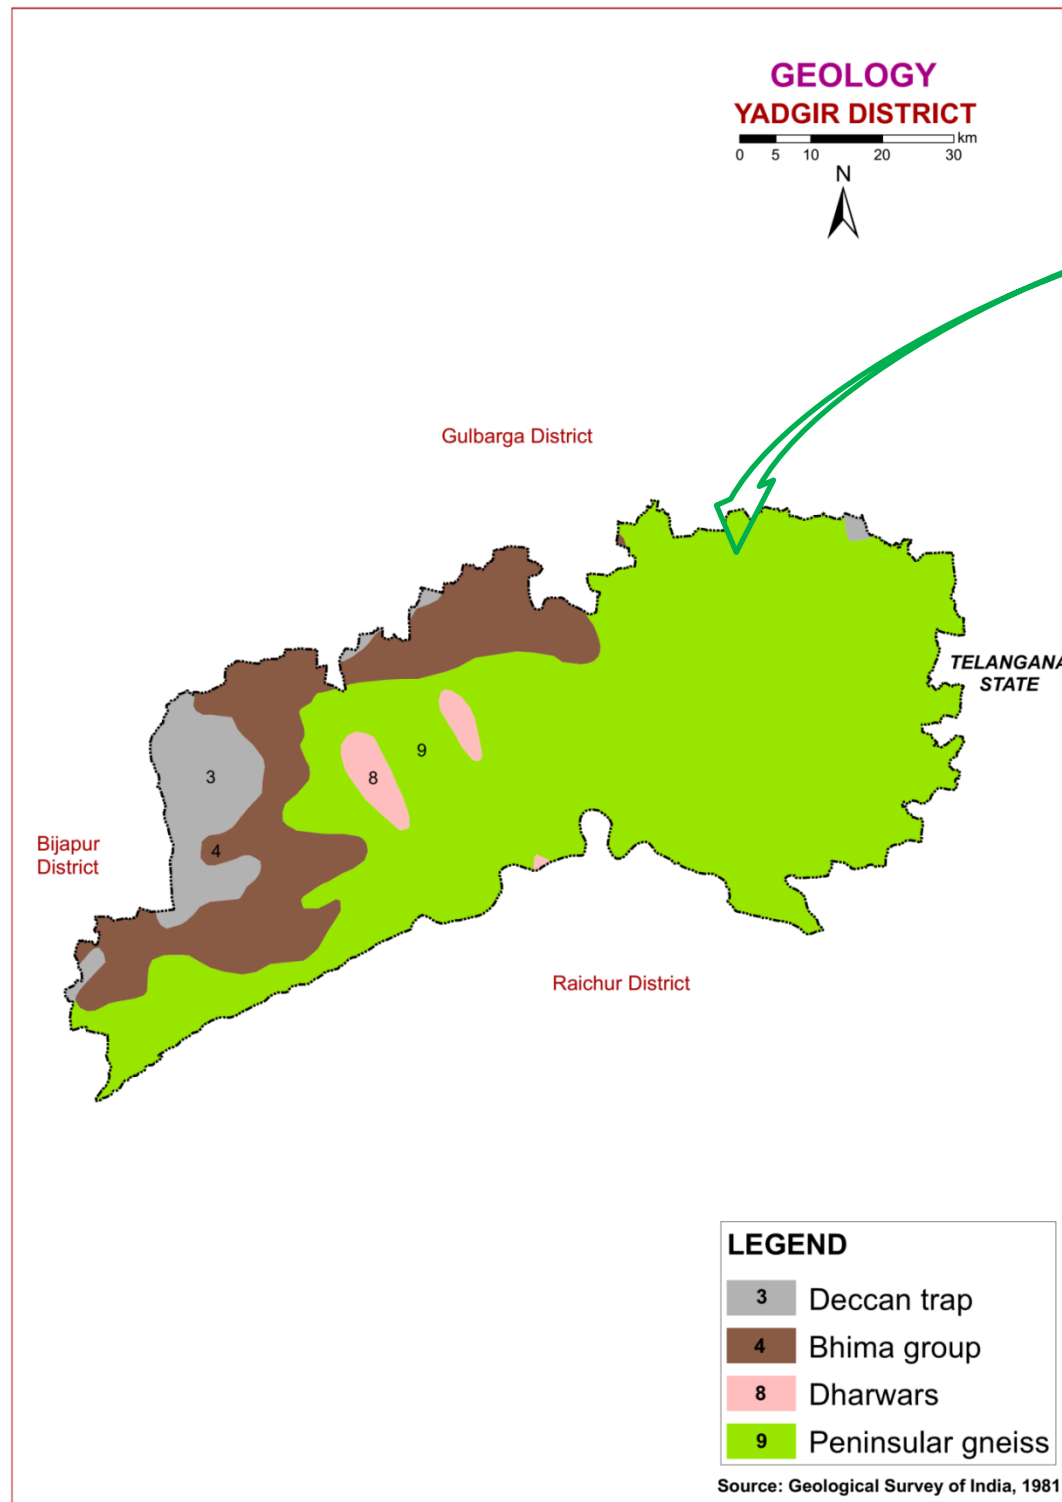 GEOLOGY
YADGIR DISTRICT
km
0 5 10 20 30
N
Gulbarga District
TELANGANA
STATE
9
3
8
4
Bijapur
District
Raichur District
LEGEND
3 Deccan trap
4 Bhima group
8 Dharwars
9 Peninsular gneiss
Source: Geological Survey of India, 1981